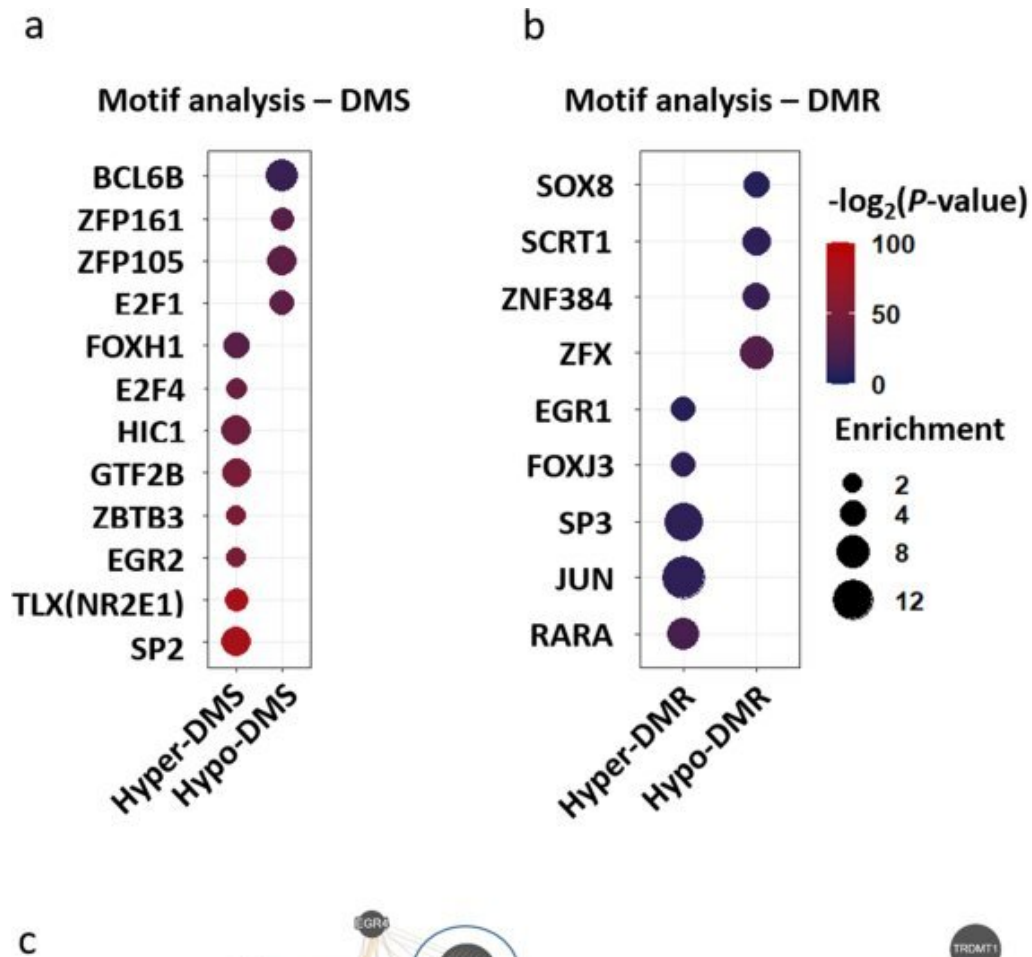 a
Motif analysis – DMS
BCL6B
ZFP161
ZFP105
E2F1
FOXH1
E2F4
HIC1
GTF2B
ZBTB3
EGR2
TLX(NR2E1)
SP2
Hyper-DMS
Hypo-DMS
b
Motif analysis – DMR
SOX8
SCRT1
ZNF384
ZFX
EGR1
FOXJ3
SP3
JUN
RARA
Hyper-DMR
Hypo-DMR
-log₂(P-value)
100
50
0
Enrichment
2
4
8
12
c
EGR4
TRDMT1